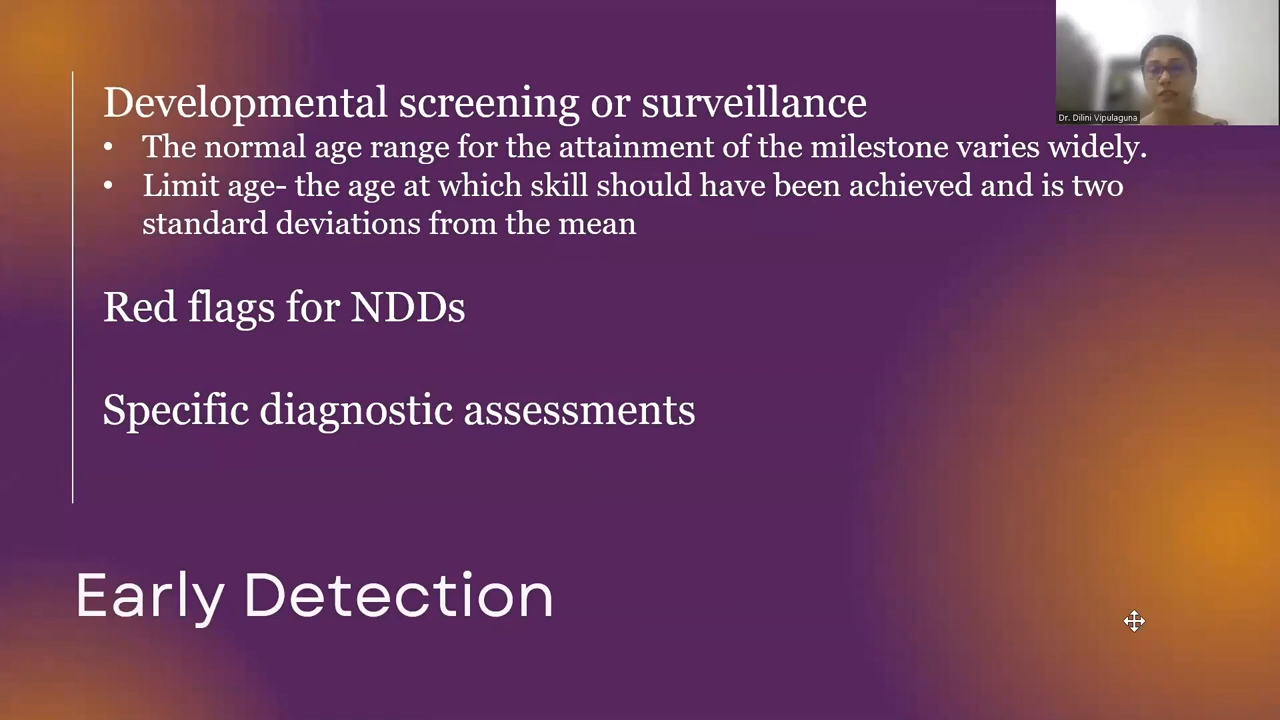 Developmental screening or surveillance
• The normal age range for the attainment of the milestone varies widely.
• Limit age- the age at which skill should have been achieved and is two
standard deviations from the mean
Red flags for NDDs
Specific diagnostic assessments
Early Detection
Dr. Dilini Vipulaguna